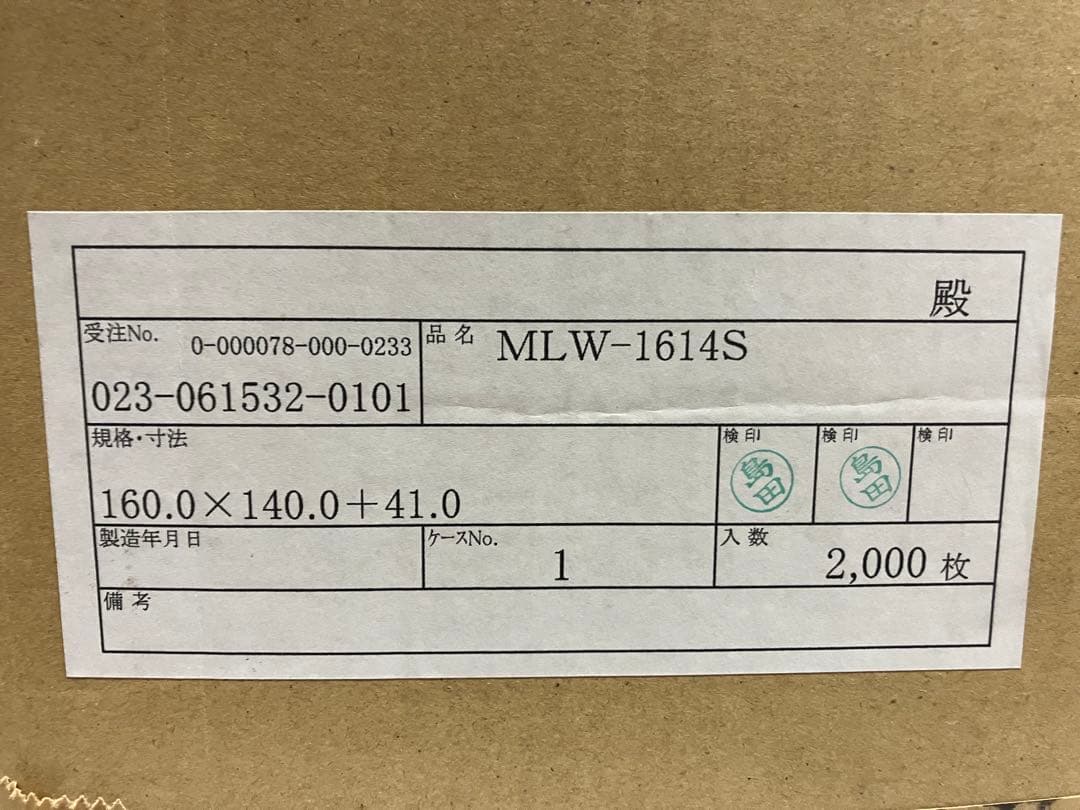 殿
受注No.
0-000078-000-0233
023-061532-0101
品名
MLW-1614S
規格・寸法
160.0×140.0+41.0
検印
島田
検印
島田
検印
製造年月日
ケースNo.
1
入数
2,000 枚
備考